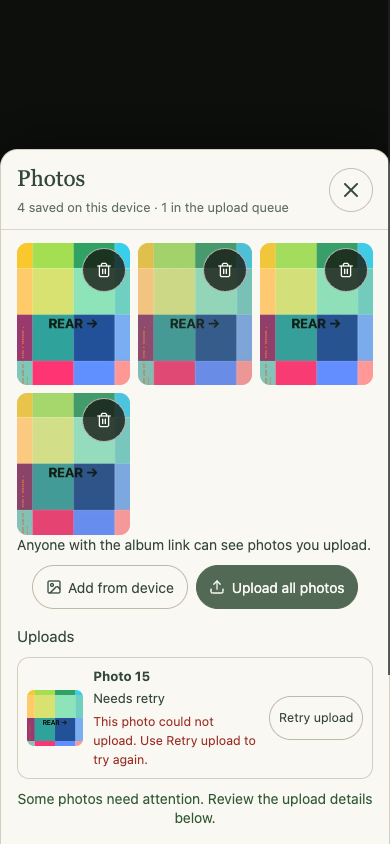 Photos
4 saved on this device · 1 in the upload queue
REAR →
REAR →
REAR →
REAR →
Anyone with the album link can see photos you upload.
Add from device
Upload all photos
Uploads
Photo 15
Needs retry
This photo could not
upload. Use Retry upload to
try again.
REAR →
Retry upload
Some photos need attention. Review the upload details
below.